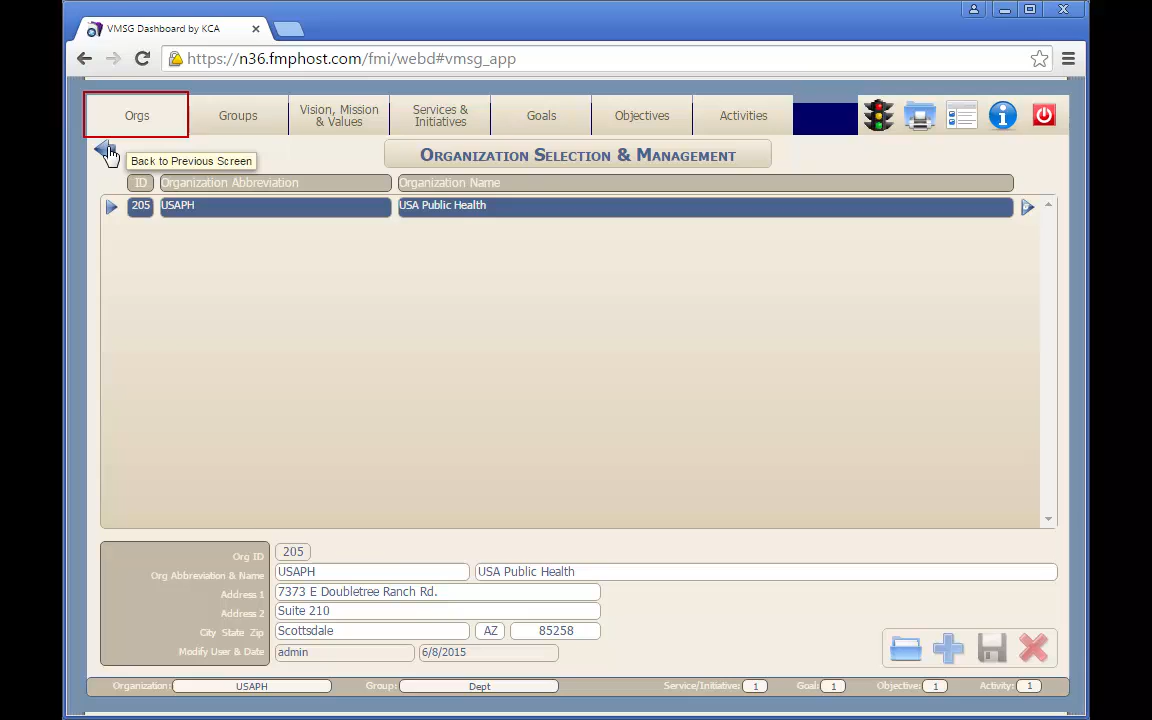 VMSG Dashboard by KCA
https://n36.fmphost.com/fmi/webd#vmsg_app
Orgs
Groups
Vision, Mission
& Values
Services &
Initiatives
Goals
Objectives
Activities
Back to Previous Screen
Organization Selection & Management
ID Organization Abbreviation Organization Name
205 USAPH USA Public Health
Org ID 205
Org Abbreviation & Name USAPH USA Public Health
Address 1 7373 E Doubletree Ranch Rd.
Address 2 Suite 210
City State Zip Scottsdale AZ 85258
Modify User & Date admin 6/8/2015
Organization: USAPH Group: Dept Service/Initiative: 1 Goal: 1 Objective: 1 Activity: 1